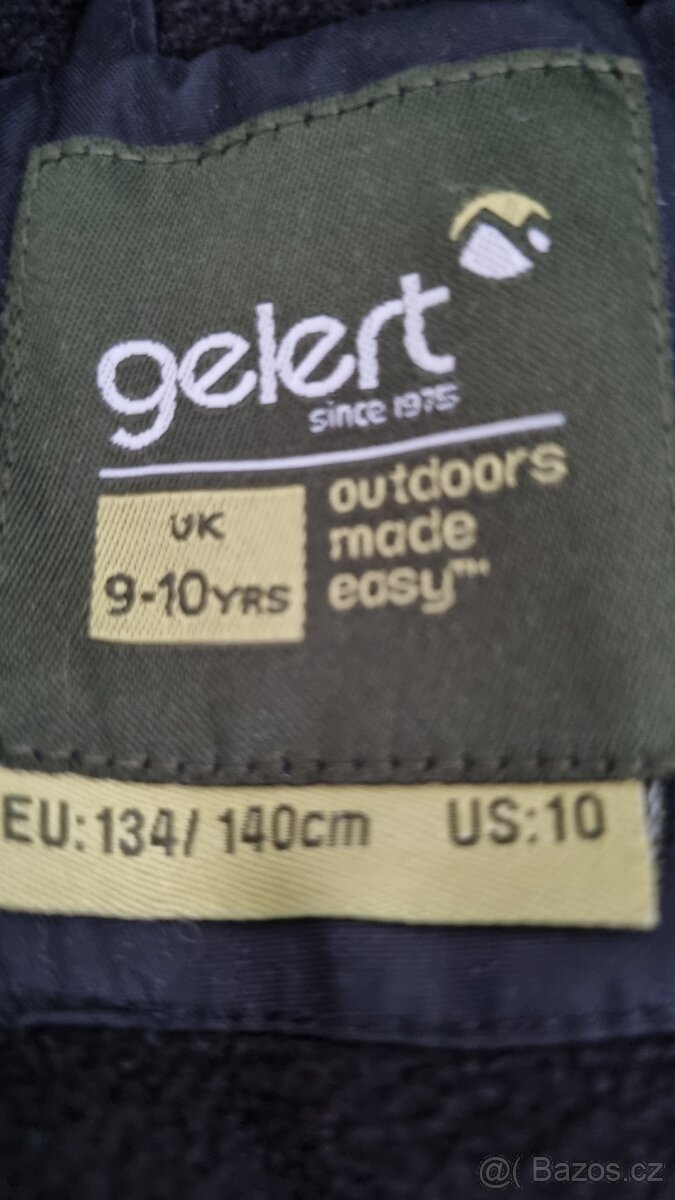 gelert
since 1975
UK
9-10YRS
outdoors
made
easy™
EU:134/ 140cm US:10
@( Bazos.cz